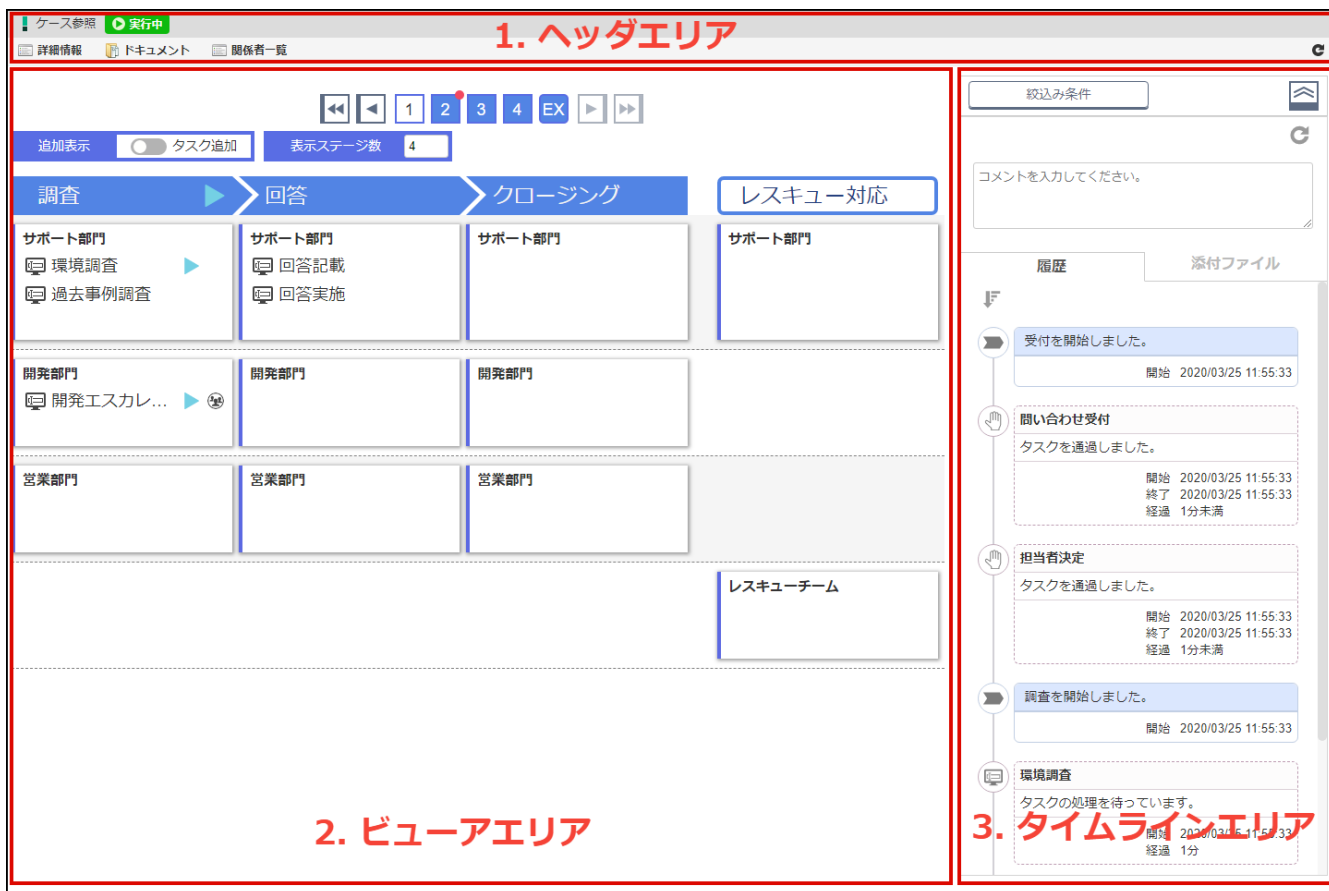 ケース参照 実行中
1. ヘッダエリア
詳細情報 ドキュメント 関係者一覧
1 2 3 4 EX
追加表示 タスク追加 表示ステージ数 4
調査 回答 クロージング レスキュー対応
サポート部門 サポート部門 サポート部門 サポート部門
環境調査 回答記載
過去事例調査 回答実施
開発部門 開発部門 開発部門
開発エスカレ...
営業部門 営業部門 営業部門
レスキューチーム
2. ビューアエリア
絞込み条件
コメントを入力してください。
履歴 添付ファイル
受付を開始しました。
開始 2020/03/25 11:55:33
問い合わせ受付
タスクを通過しました。
開始 2020/03/25 11:55:33
終了 2020/03/25 11:55:33
経過 1分未満
担当者決定
タスクを通過しました。
開始 2020/03/25 11:55:33
終了 2020/03/25 11:55:33
経過 1分未満
調査を開始しました。
開始 2020/03/25 11:55:33
環境調査
タスクの処理を待っています。
3. タイムラインエリア
開始 2020/03/25 11:55:33
経過 1分